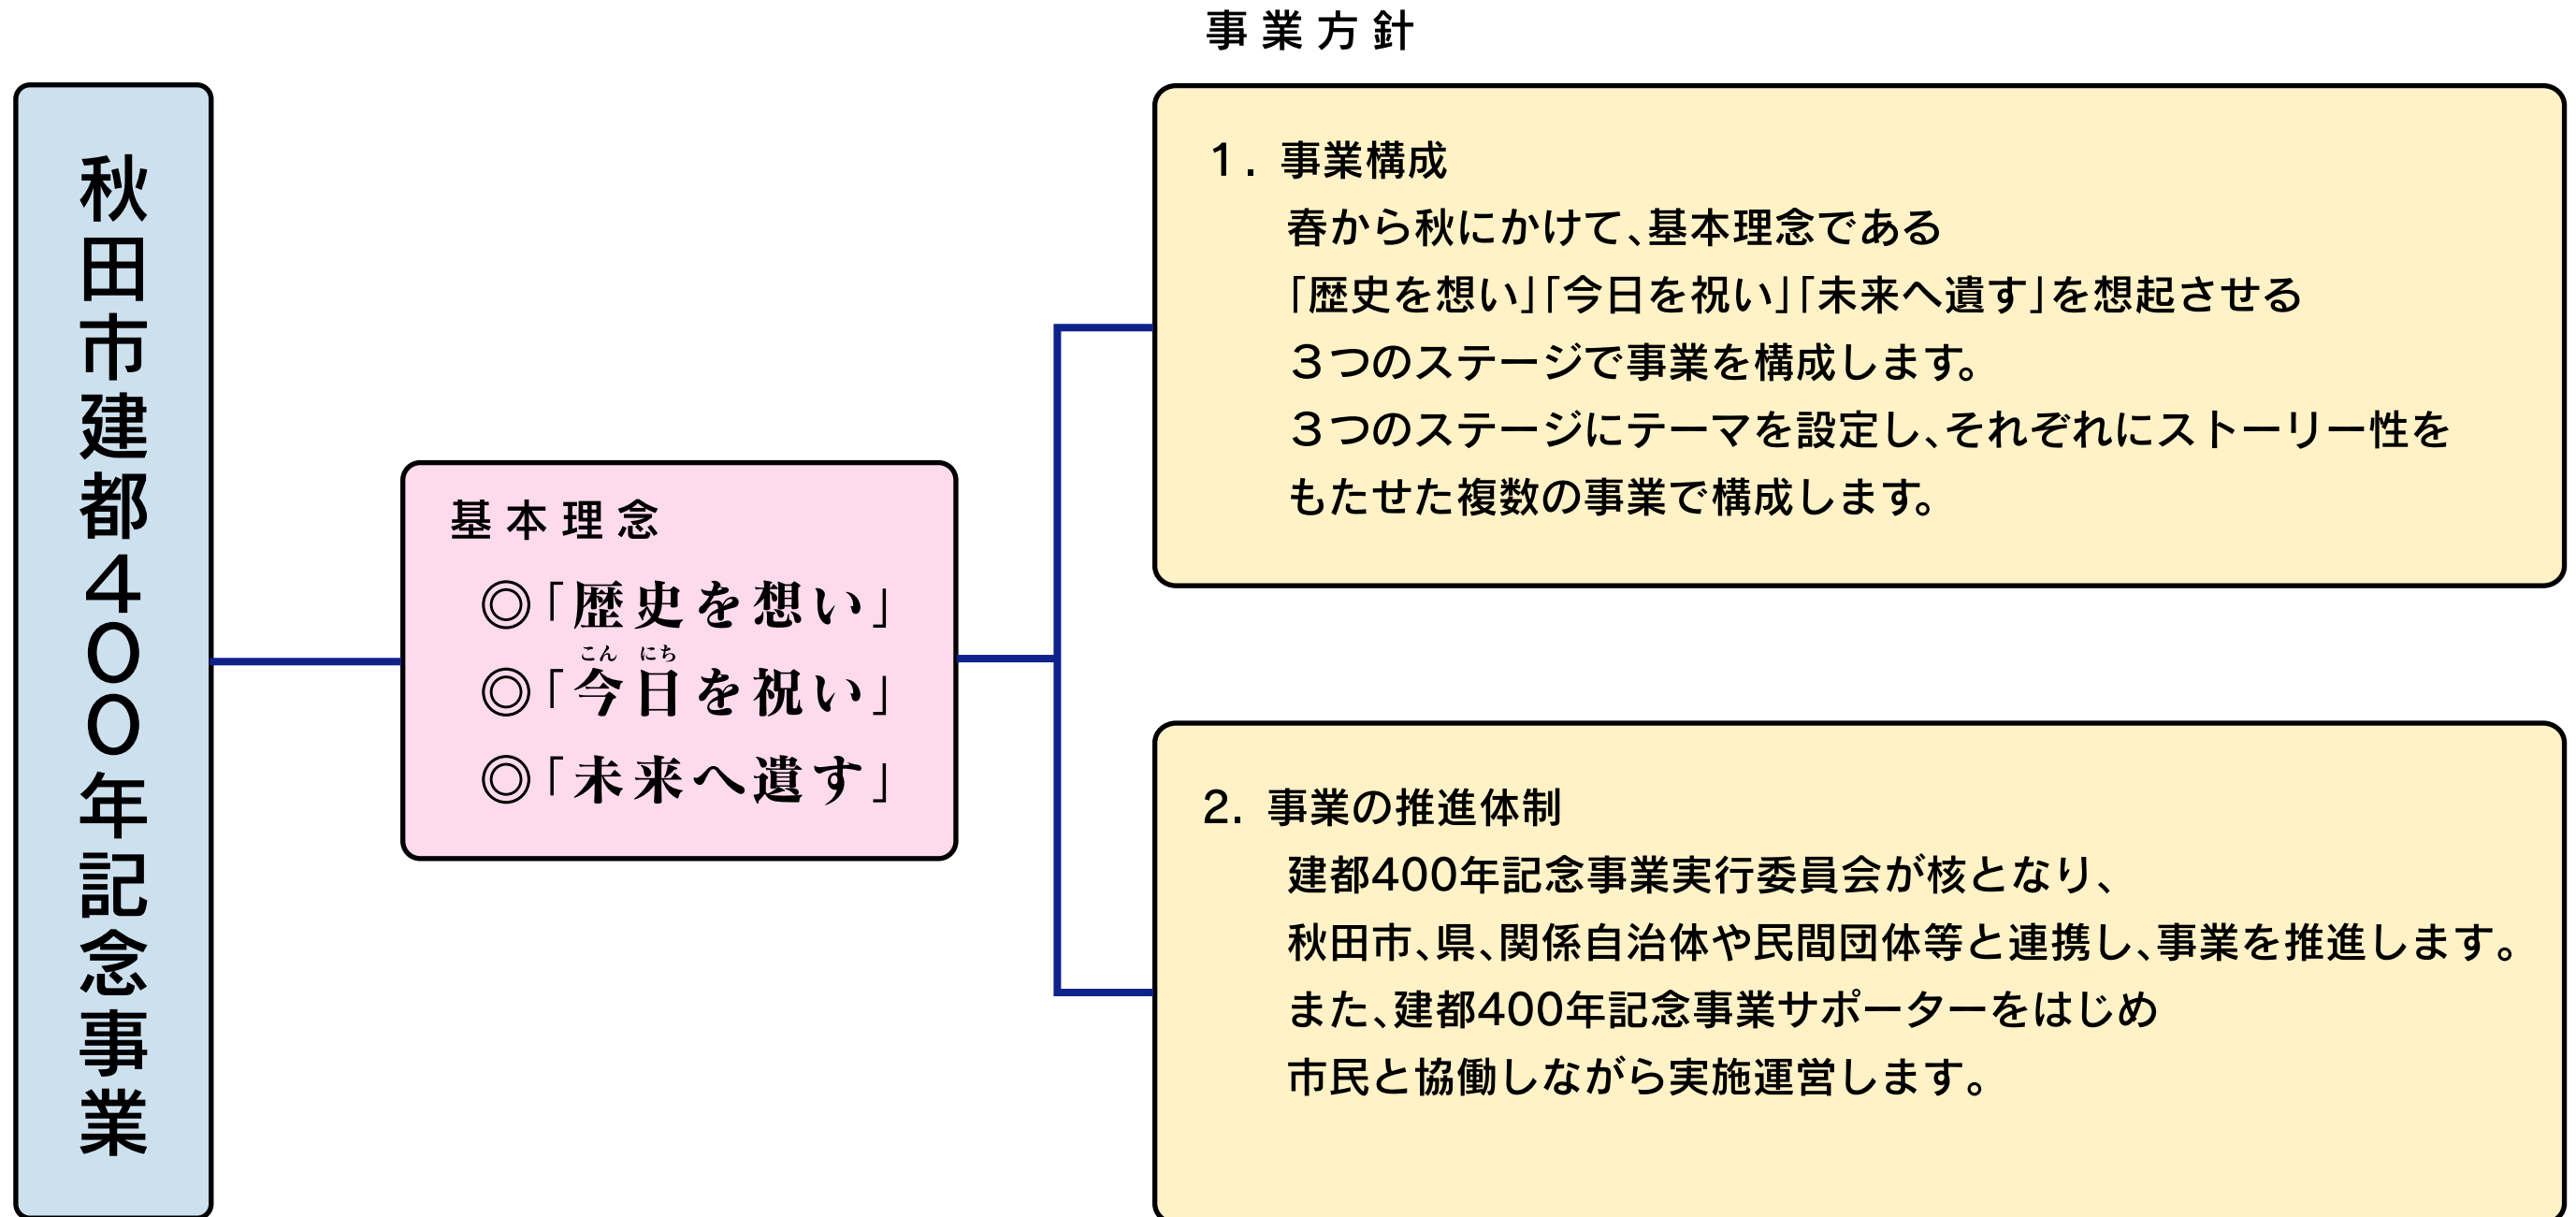 秋田市建都４００年記念事業
基本理念
◎「歴史を想い」
こん にち
◎「今日を祝い」
◎「未来へ遺す」
事業方針
１．事業構成
春から秋にかけて、基本理念である
「歴史を想い」「今日を祝い」「未来へ遺す」を想起させる
３つのステージで事業を構成します。
３つのステージにテーマを設定し、それぞれにストーリー性を
もたせた複数の事業で構成します。
2．事業の推進体制
建都400年記念事業実行委員会が核となり、
秋田市、県、関係自治体や民間団体等と連携し、事業を推進します。
また、建都400年記念事業サポーターをはじめ
市民と協働しながら実施運営します。